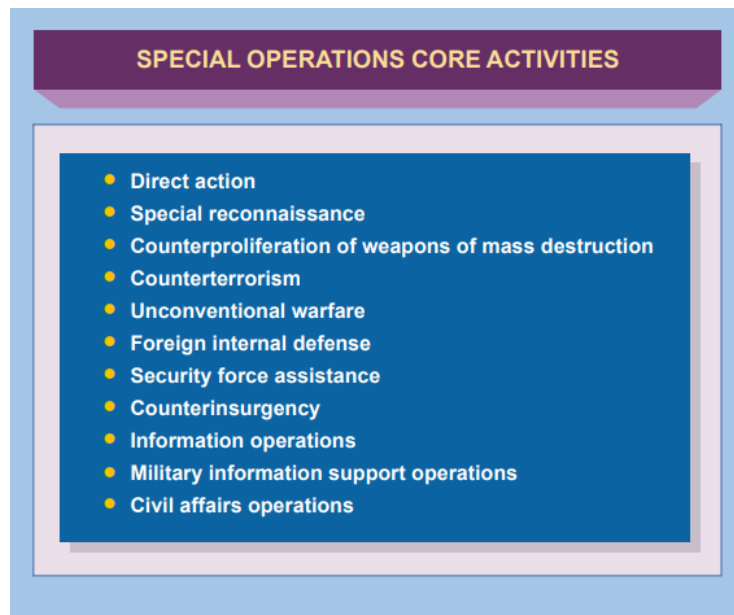 SPECIAL OPERATIONS CORE ACTIVITIES
• Direct action
• Special reconnaissance
• Counterproliferation of weapons of mass destruction
• Counterterrorism
• Unconventional warfare
• Foreign internal defense
• Security force assistance
• Counterinsurgency
• Information operations
• Military information support operations
• Civil affairs operations